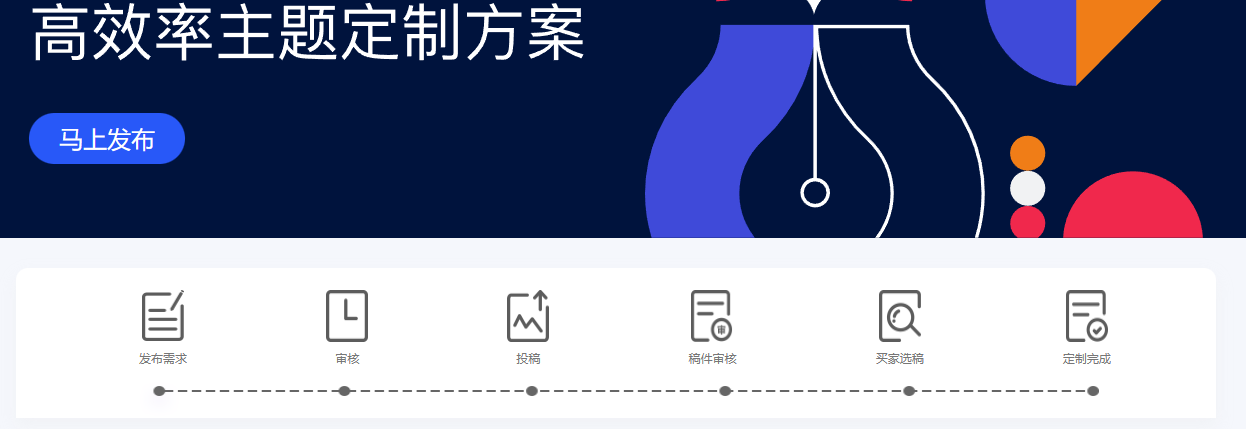 高效率主题定制方案
马上发布
发布需求
审核
投稿
稿件审核
审
买家选稿
定制完成